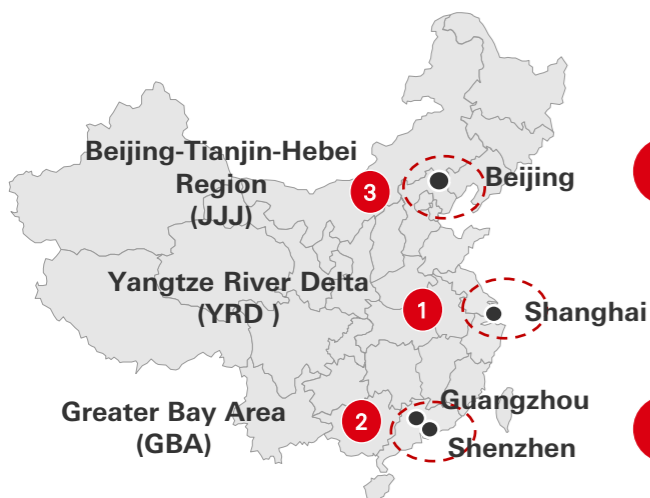 Beijing-Tianjin-Hebei
Region
(JJJ)
3
Beijing
Yangtze River Delta
(YRD )
1
Shanghai
Greater Bay Area
(GBA)
2
Guangzhou
Shenzhen